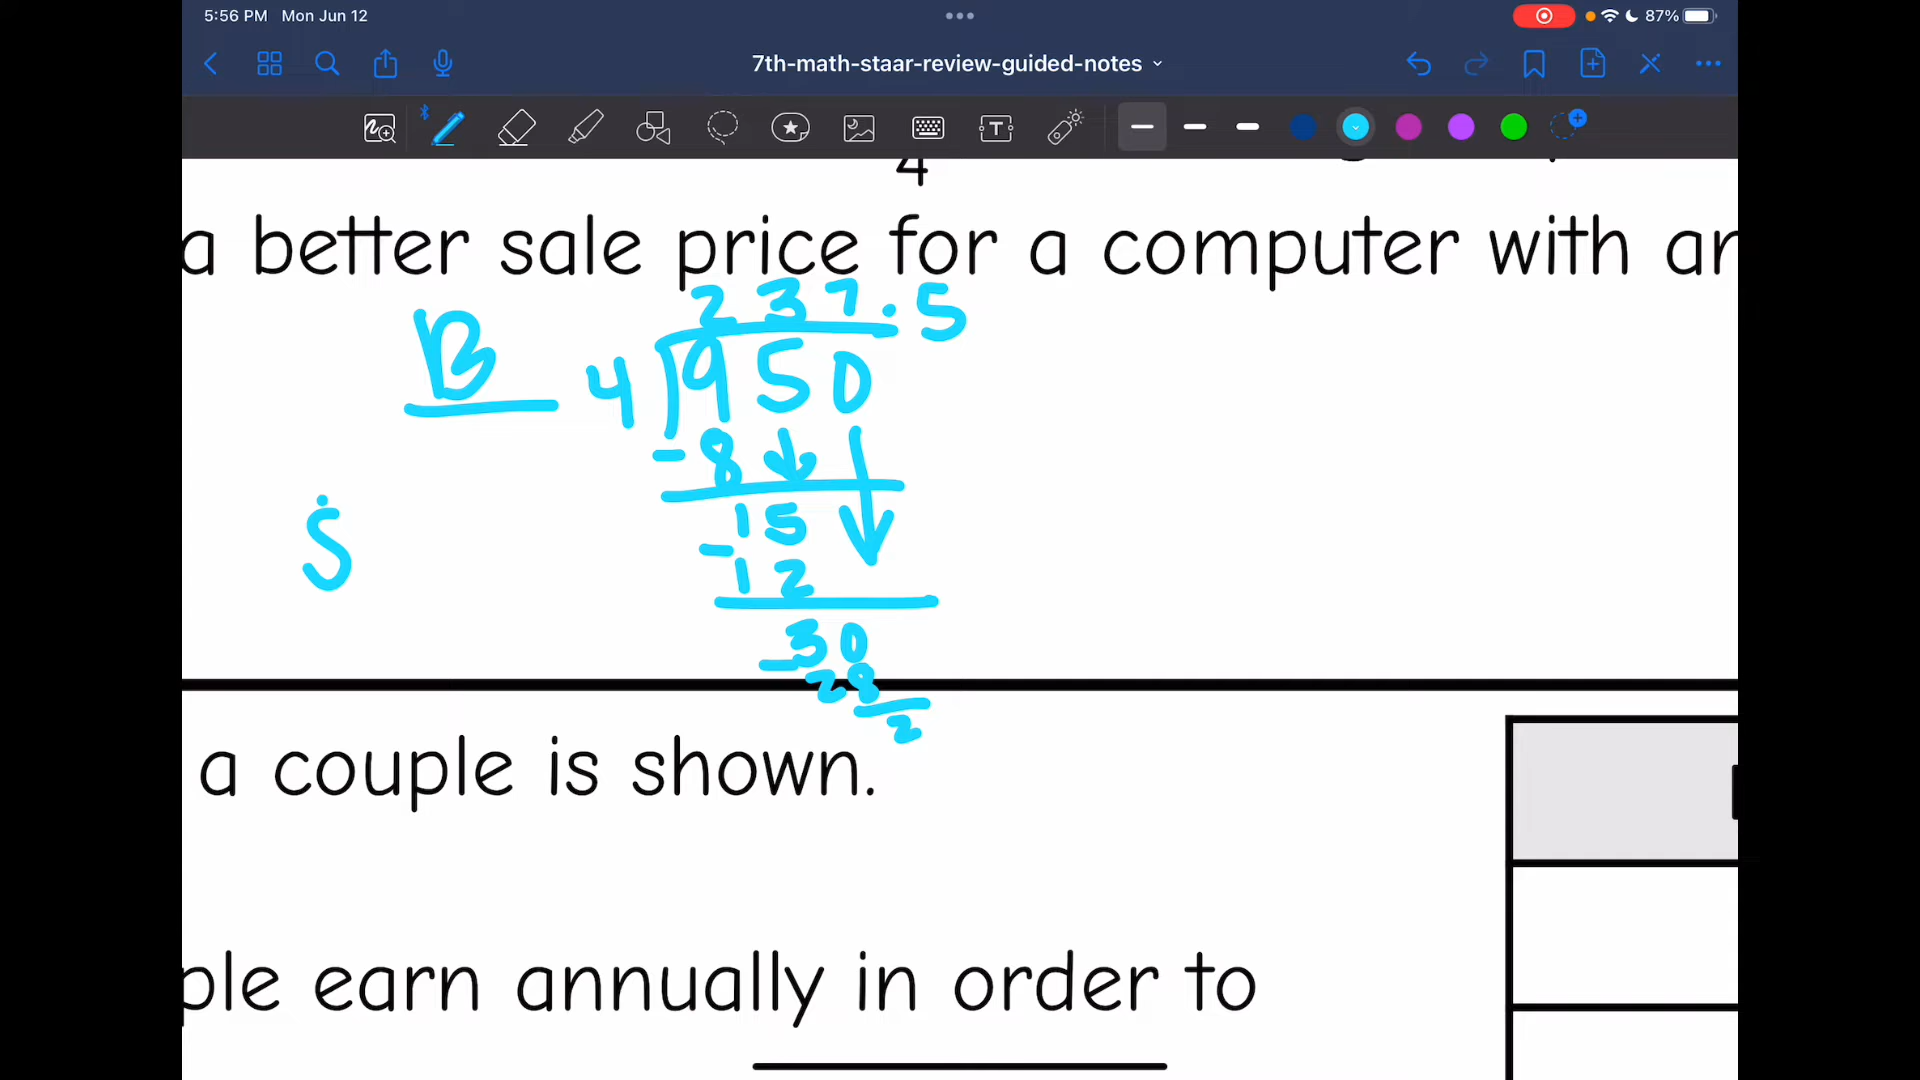 5:56 PM Mon Jun 12
87%
7th-math-staar-review-guided-notes
4
a better sale price for a computer with an
237.5
B
4 950
-8
15
S
-12
30
-28
2
a couple is shown.
ple earn annually in order to